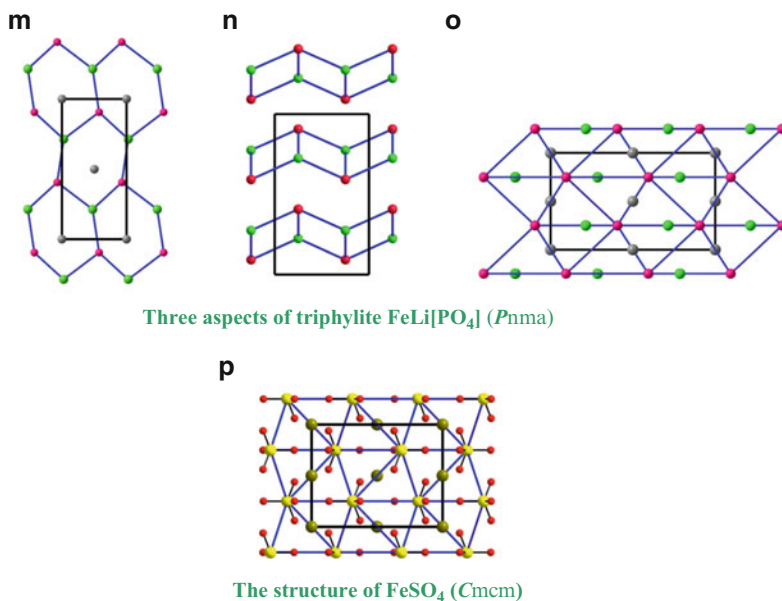 m n o
Three aspects of triphylite FeLi[PO₄] (Pnma)
p
The structure of FeSO₄ (Cmcm)